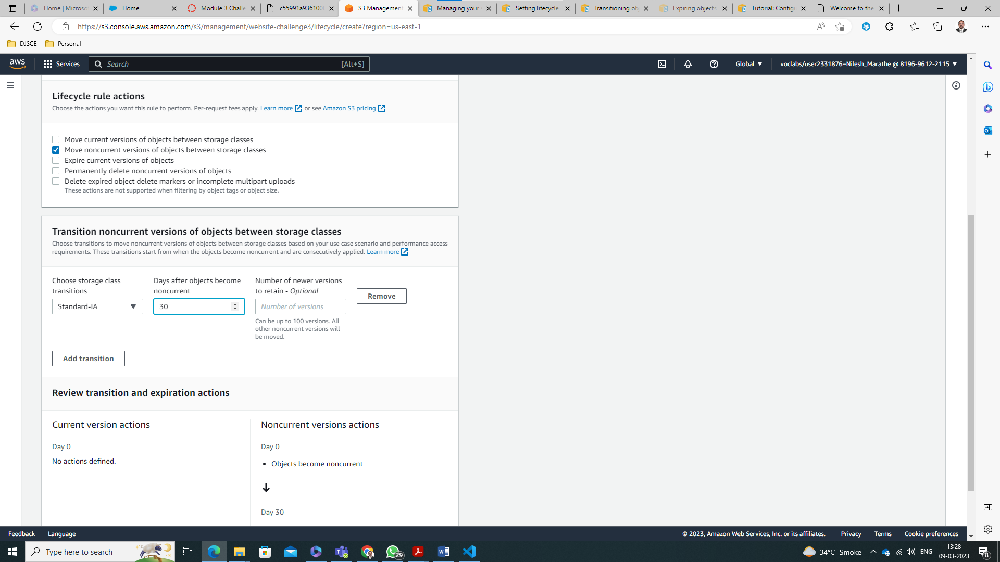 Home | Microso
Home
Module 3 Challe
c55991a936100
S3 Management
Managing your s
Setting lifecycle
Transitioning obj
Expiring objects
Tutorial: Configu
Welcome to the
https://s3.console.aws.amazon.com/s3/management/website-challenge3/lifecycle/create?region=us-east-1
DJSCE
Personal
aws
Services
Search
[Alt+S]
Global
voclabs/user2331876=Nilesh_Marathe @ 8196-9612-2115
Lifecycle rule actions
Choose the actions you want this rule to perform. Per-request fees apply. Learn more or see Amazon S3 pricing
Move current versions of objects between storage classes
Move noncurrent versions of objects between storage classes
Expire current versions of objects
Permanently delete noncurrent versions of objects
Delete expired object delete markers or incomplete multipart uploads
These actions are not supported when filtering by object tags or object size.
Transition noncurrent versions of objects between storage classes
Choose transitions to move noncurrent versions of objects between storage classes based on your use case scenario and performance access
requirements. These transitions start from when the objects become noncurrent and are consecutively applied. Learn more
Choose storage class
transitions
Standard-IA
Days after objects become
noncurrent
30
Number of newer versions
to retain - Optional
Number of versions
Can be up to 100 versions. All
other noncurrent versions will
be moved.
Remove
Add transition
Review transition and expiration actions
Current version actions
Day 0
No actions defined.
Noncurrent versions actions
Day 0
• Objects become noncurrent
Day 30
Feedback
Language
© 2023, Amazon Web Services, Inc. or its affiliates.
Privacy
Terms
Cookie preferences
Type here to search
29
34°C Smoke
ENG
13:28
09-03-2023
8